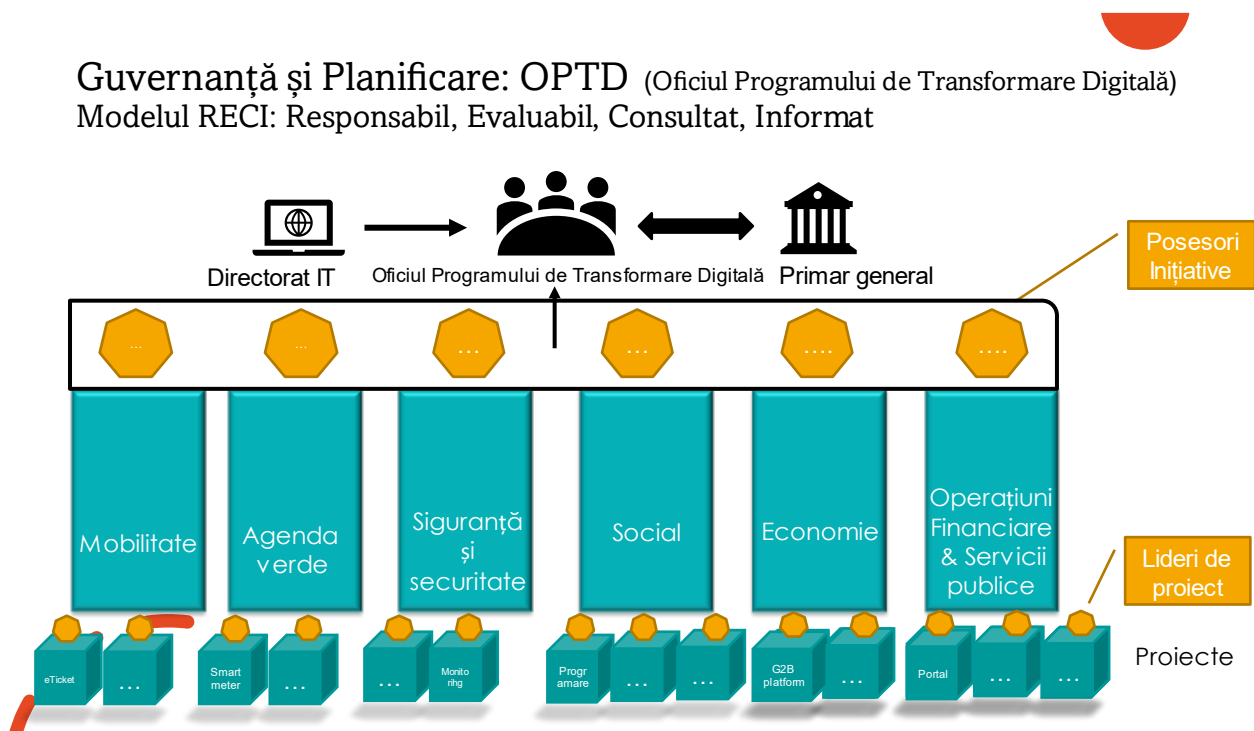 Guvernanță și Planificare: OPTD (Oficiul Programului de Transformare Digitală)
Modelul RECI: Responsabil, Evaluabil, Consultat, Informat
Directorat IT
Oficiul Programului de Transformare Digitală
Primar general
Posesori
Inițiative
...
...
...
...
....
....
Mobilitate
Agenda
verde
Siguranță
și
securitate
Social
Economie
Operațiuni
Financiare
& Servicii
publice
Lideri de
proiect
eTicket
...
Smart
meter
...
...
Monito
rihg
Progr
amare
...
...
G2B
platform
...
Portal
...
...
Proiecte